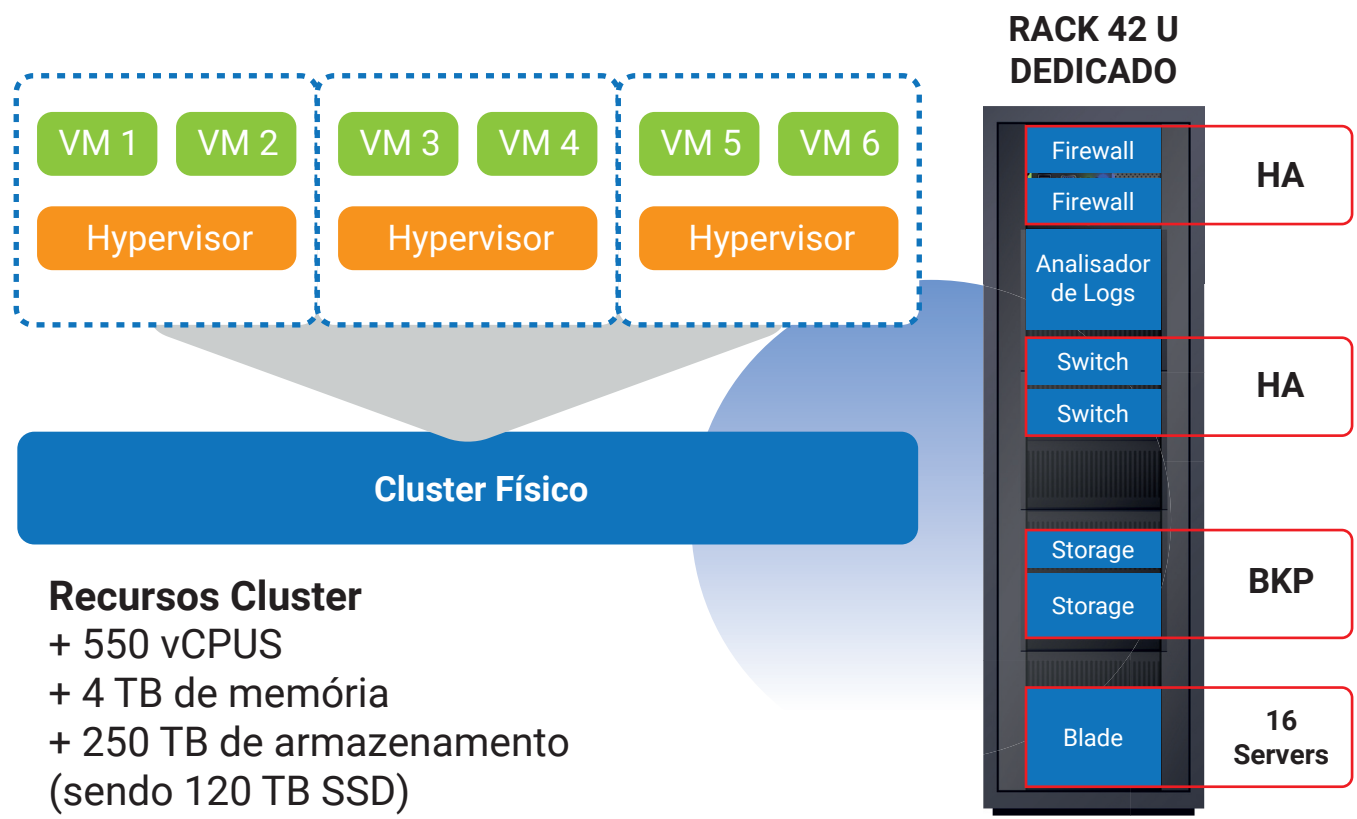 VM 1
VM 2
VM 3
VM 4
VM 5
VM 6
Hypervisor
Hypervisor
Hypervisor
Cluster Físico
Recursos Cluster
+ 550 vCPUS
+ 4 TB de memória
+ 250 TB de armazenamento
(sendo 120 TB SSD)
RACK 42 U
DEDICADO
Firewall
Firewall
HA
Analisador
de Logs
Switch
Switch
HA
Storage
Storage
BKP
Blade
16
Servers